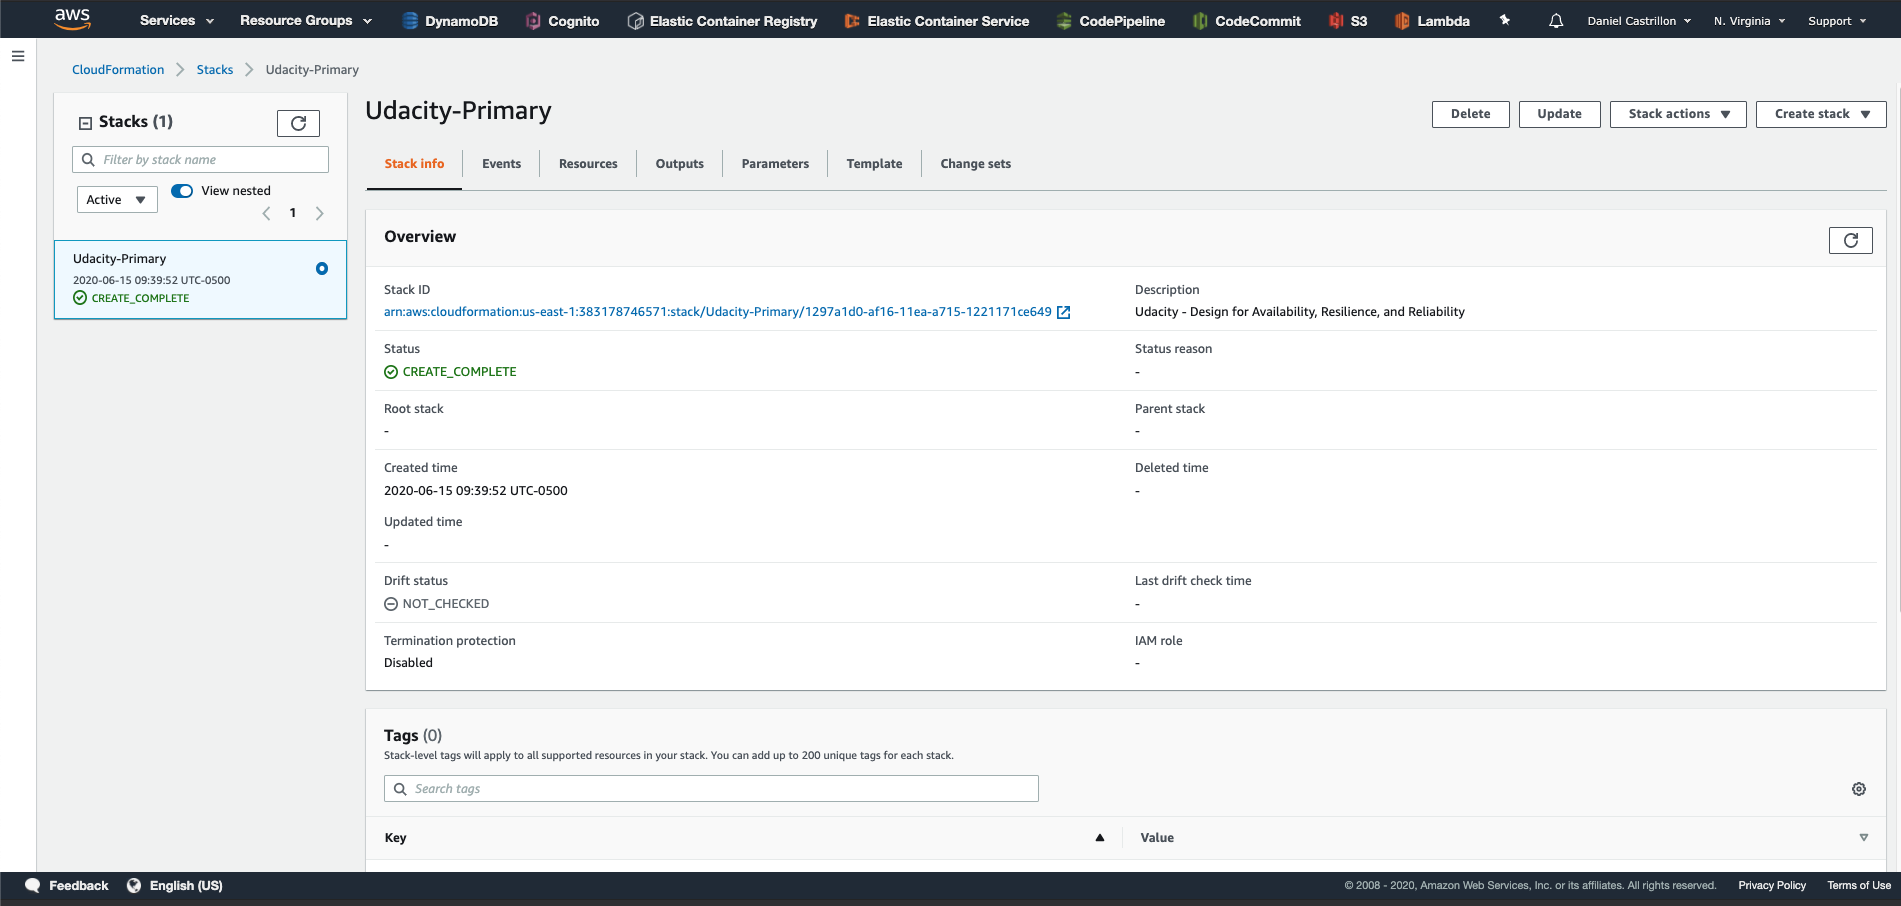 aws Services Resource Groups DynamoDB Cognito Elastic Container Registry Elastic Container Service CodePipeline CodeCommit S3 Lambda Daniel Castrillon N. Virginia Support
CloudFormation Stacks Udacity-Primary
Stacks (1)
Filter by stack name
Active View nested
1
Udacity-Primary
2020-06-15 09:39:52 UTC-0500
CREATE_COMPLETE
Udacity-Primary
Delete Update Stack actions Create stack
Stack info Events Resources Outputs Parameters Template Change sets
Overview
Stack ID
arn:aws:cloudformation:us-east-1:383178746571:stack/Udacity-Primary/1297a1d0-af16-11ea-a715-1221171ce649
Description
Udacity - Design for Availability, Resilience, and Reliability
Status
CREATE_COMPLETE
Status reason
-
Root stack
-
Parent stack
-
Created time
2020-06-15 09:39:52 UTC-0500
Deleted time
-
Updated time
-
Drift status
NOT_CHECKED
Last drift check time
-
Termination protection
Disabled
IAM role
-
Tags (0)
Stack-level tags will apply to all supported resources in your stack. You can add up to 200 unique tags for each stack.
Search tags
Key Value
Feedback English (US) © 2008 - 2020, Amazon Web Services, Inc. or its affiliates. All rights reserved. Privacy Policy Terms of Use